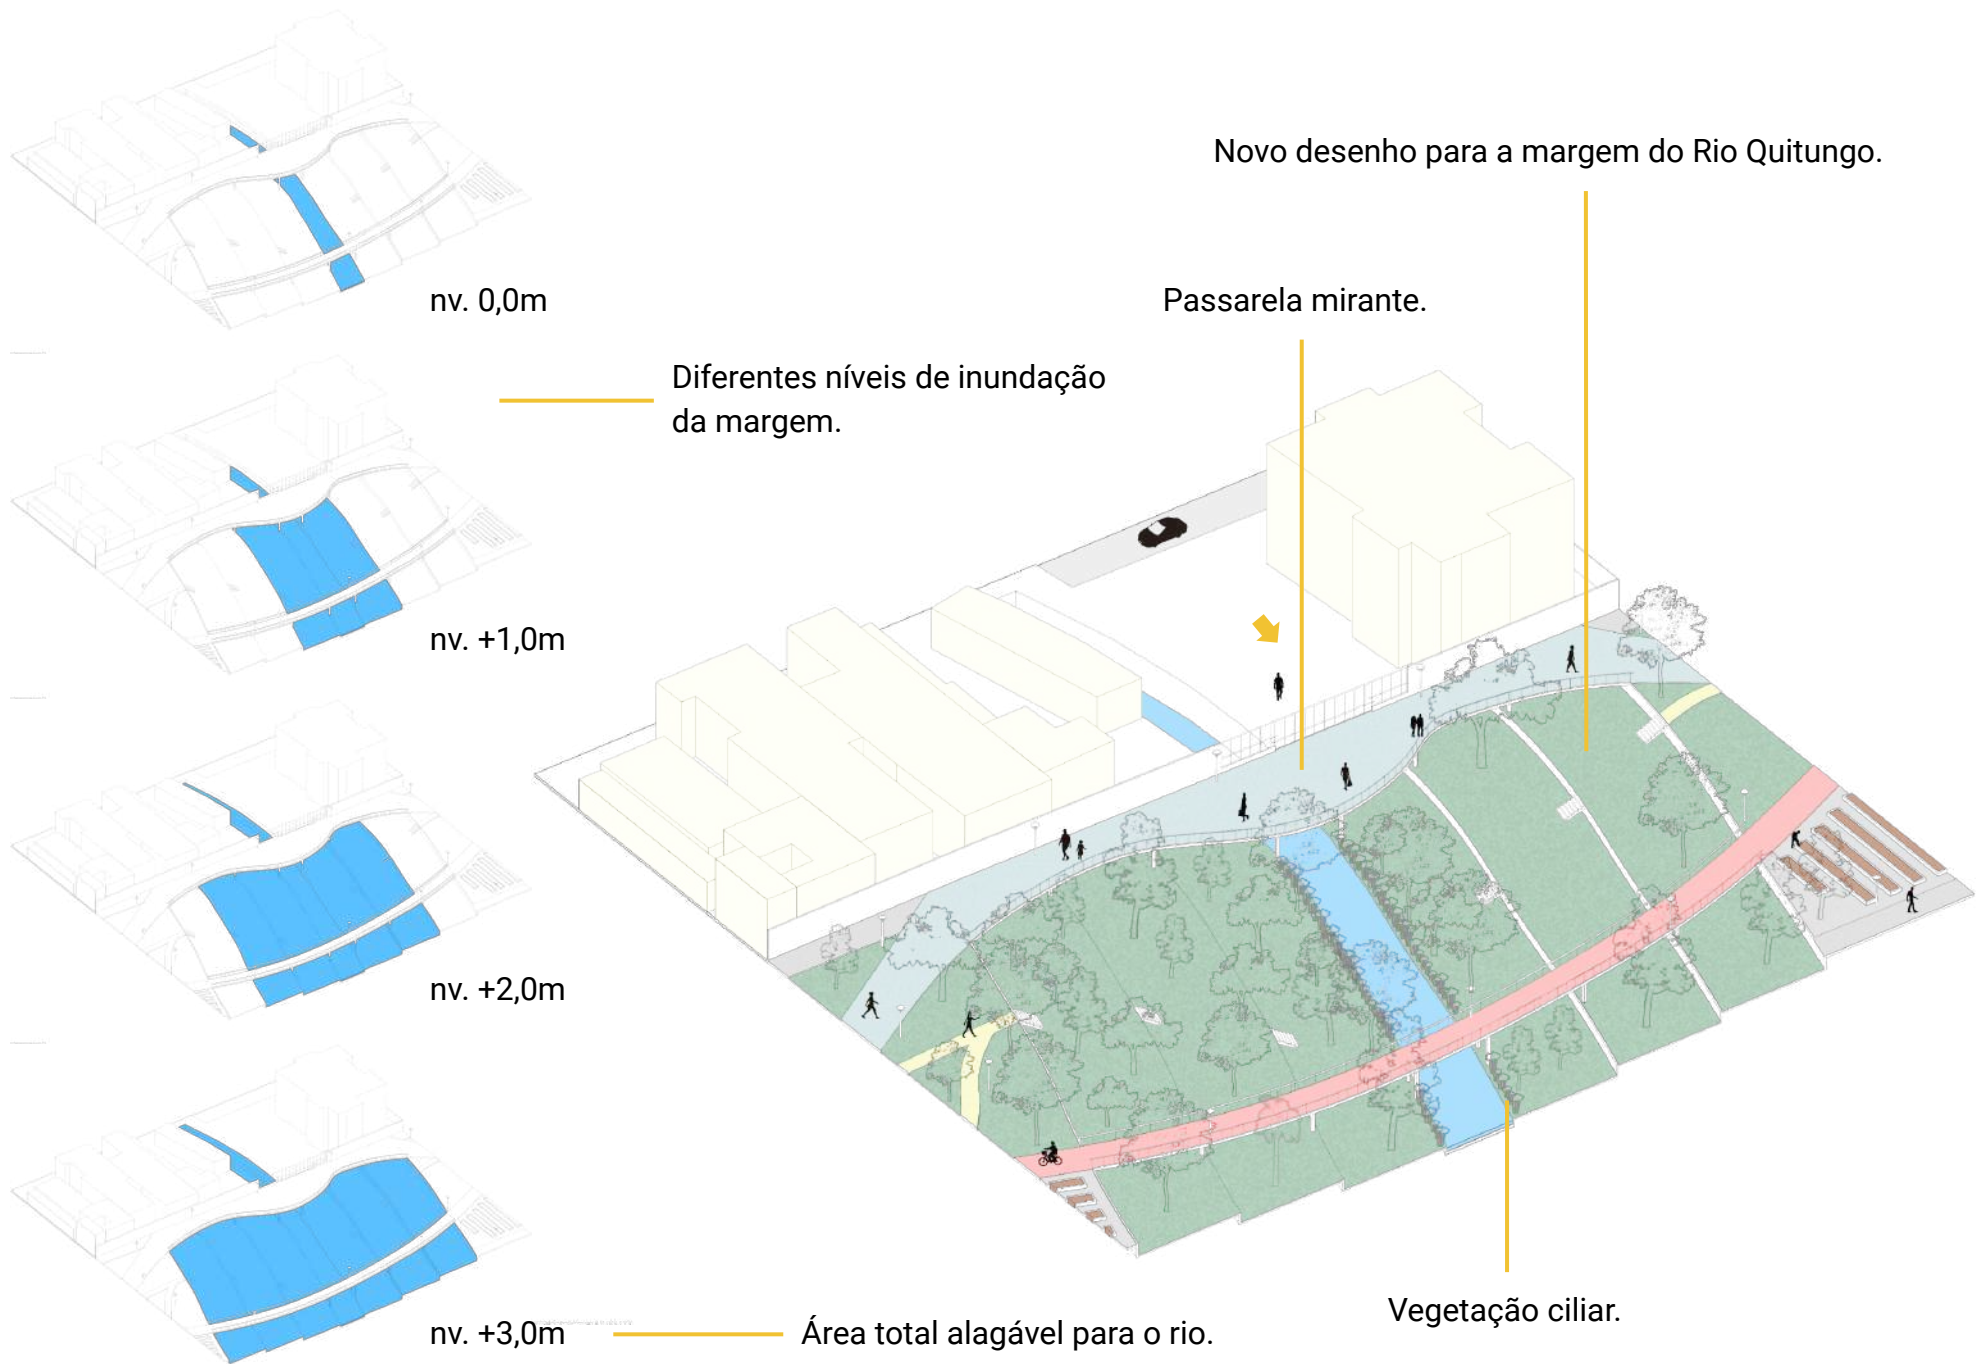 Novo desenho para a margem do Rio Quitungo.
Passarela mirante.
nv. 0,0m
Diferentes níveis de inundação
da margem.
nv. +1,0m
nv. +2,0m
nv. +3,0m
Área total alagável para o rio.
Vegetação ciliar.